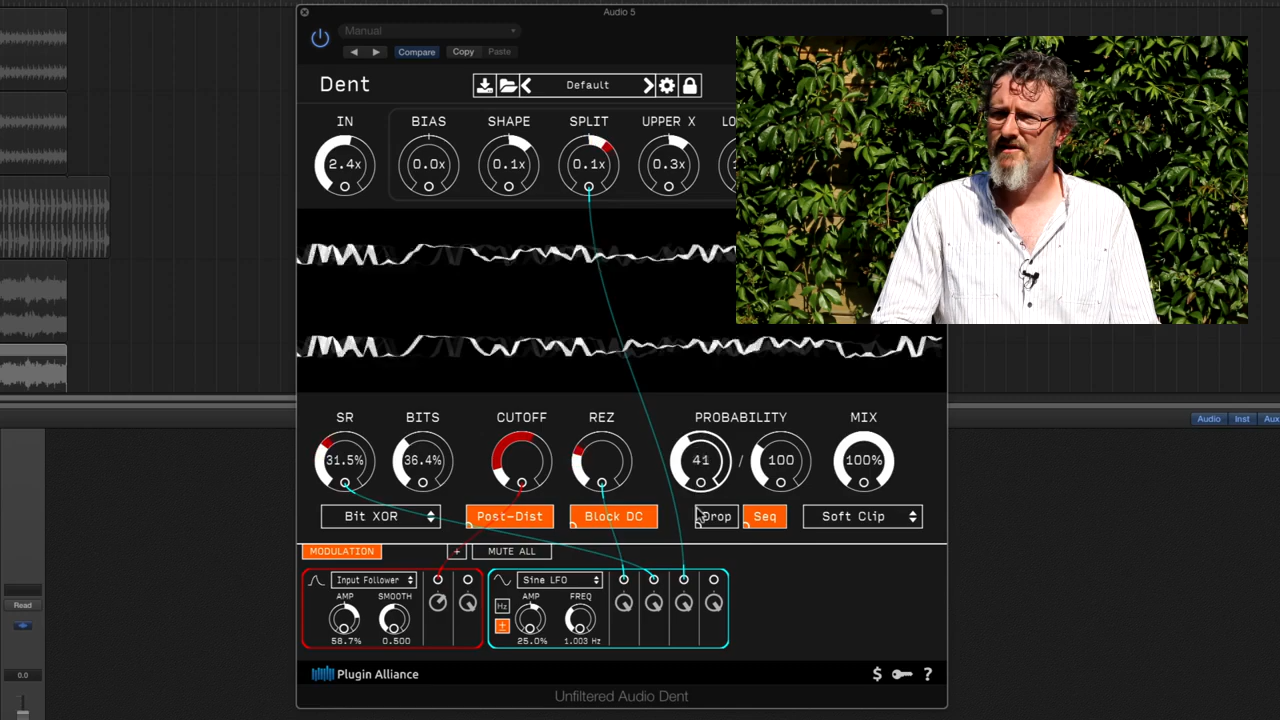 Audio 5
Manual
Compare Copy Paste
Dent
Default
IN BIAS SHAPE SPLIT UPPER X LO
2.4x 0.0x 0.1x 0.1x 0.3x
SR BITS CUTOFF REZ PROBABILITY MIX
31.5% 36.4% 41 / 100 100%
Bit XOR Post-Dist Block DC Drop Seq Soft Clip
MODULATION + MUTE ALL
Input Follower Sine LFO
AMP SMOOTH Hz AMP FREQ
58.7% 0.500 ± 25.0% 1.003 Hz
Plugin Alliance $ ?
Unfiltered Audio Dent
Audio Inst Aux
Read
0.0